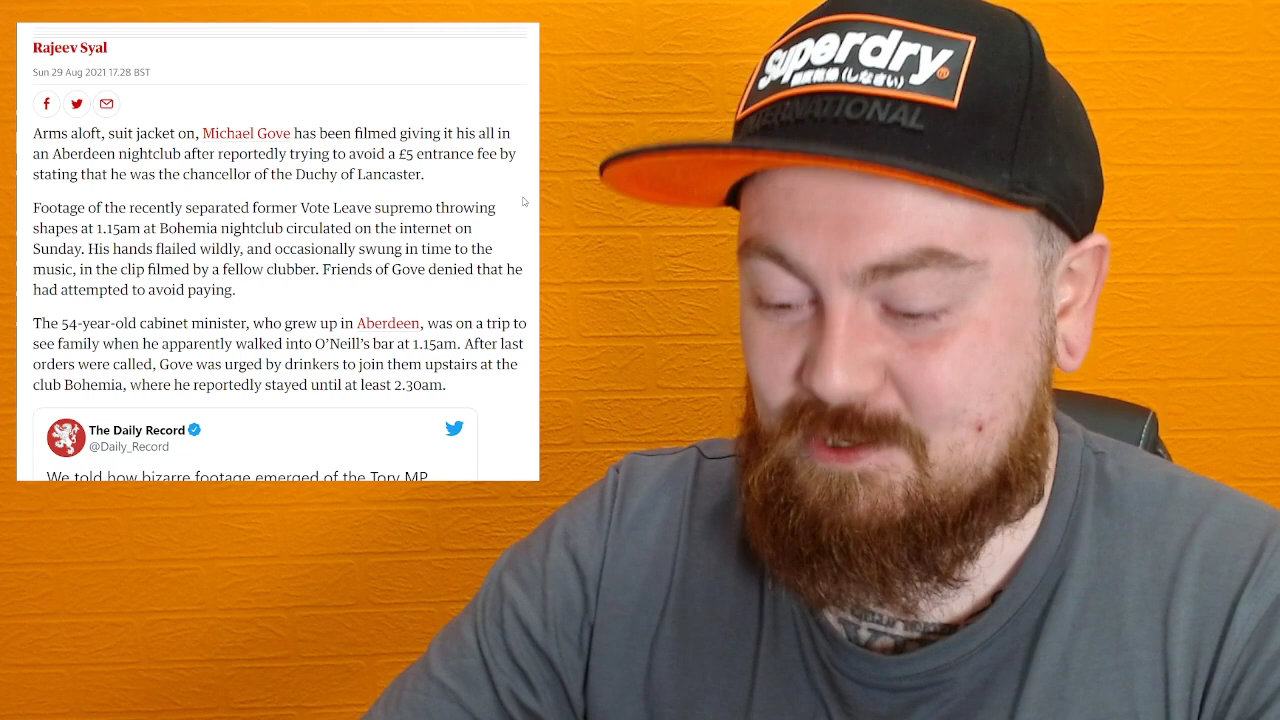 Rajeev Syal
Sun 29 Aug 2021 17.28 BST
Arms aloft, suit jacket on, Michael Gove has been filmed giving it his all in
an Aberdeen nightclub after reportedly trying to avoid a £5 entrance fee by
stating that he was the chancellor of the Duchy of Lancaster.
Footage of the recently separated former Vote Leave supremo throwing
shapes at 1.15am at Bohemia nightclub circulated on the internet on
Sunday. His hands flailed wildly, and occasionally swung in time to the
music, in the clip filmed by a fellow clubber. Friends of Gove denied that he
had attempted to avoid paying.
The 54-year-old cabinet minister, who grew up in Aberdeen, was on a trip to
see family when he apparently walked into O’Neill’s bar at 1.15am. After last
orders were called, Gove was urged by drinkers to join them upstairs at the
club Bohemia, where he reportedly stayed until at least 2.30am.
The Daily Record
@Daily_Record
We told how bizarre footage emerged of the Tory MP
Superdry®
(しなさい)
INTERNATIONAL